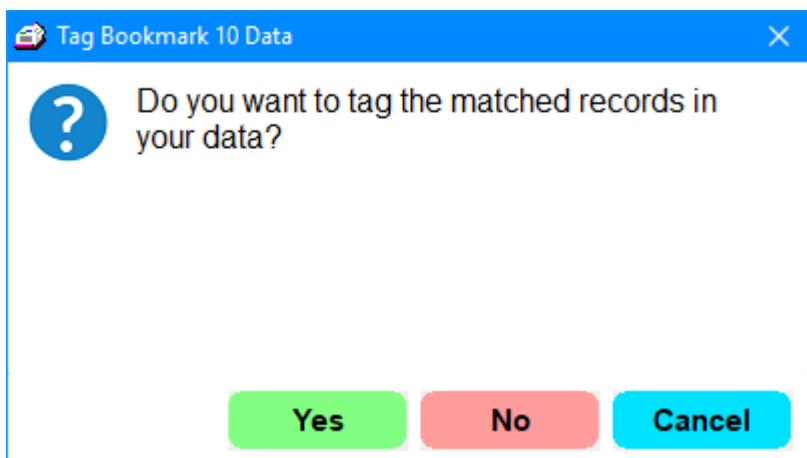 Tag Bookmark 10 Data
Do you want to tag the matched records in
your data?
Yes
No
Cancel